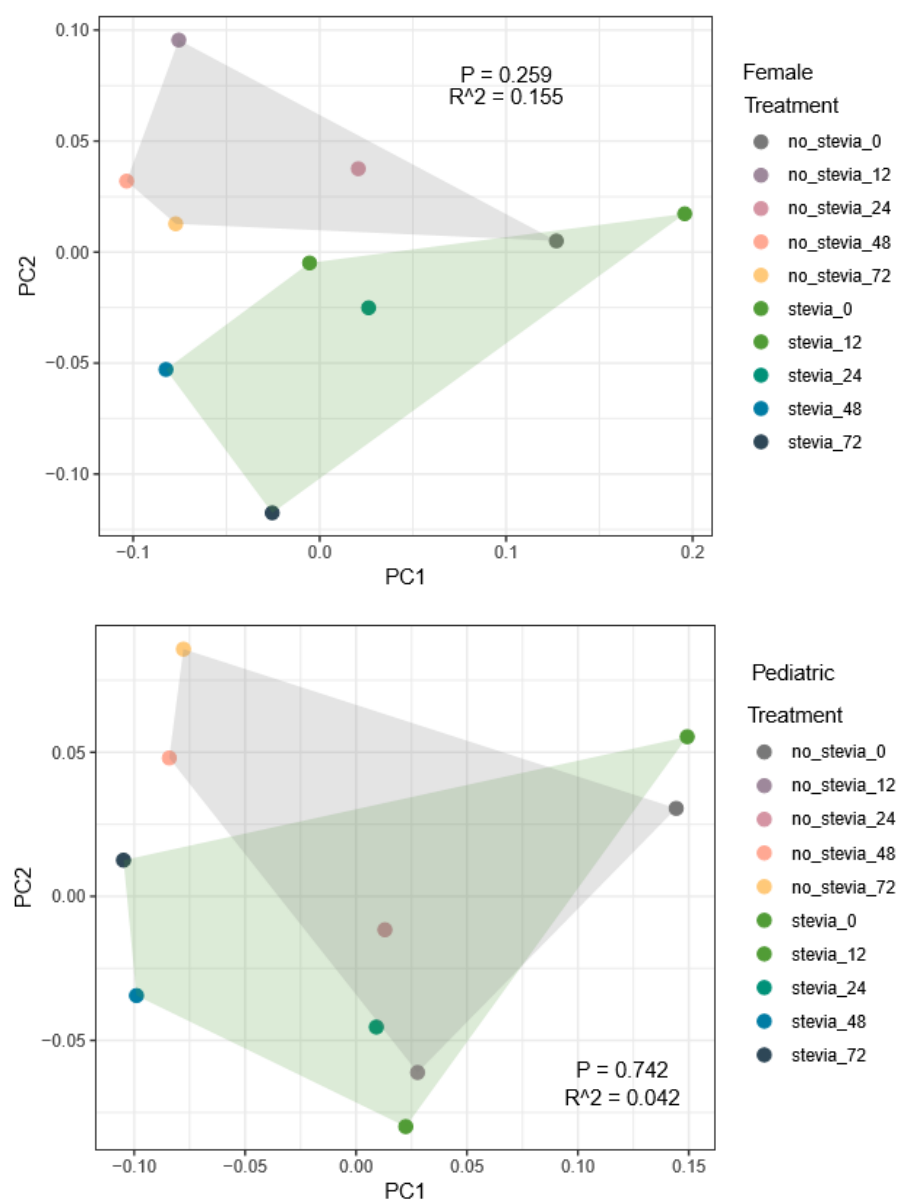 0.10
0.05
0.00
−0.05
−0.10
PC2
P = 0.259
R^2 = 0.155
−0.1
0.0
0.1
0.2
PC1
Female
Treatment
no_stevia_0
no_stevia_12
no_stevia_24
no_stevia_48
no_stevia_72
stevia_0
stevia_12
stevia_24
stevia_48
stevia_72
0.05
0.00
−0.05
PC2
P = 0.742
R^2 = 0.042
−0.10
−0.05
0.00
0.05
0.10
0.15
PC1
Pediatric
Treatment
no_stevia_0
no_stevia_12
no_stevia_24
no_stevia_48
no_stevia_72
stevia_0
stevia_12
stevia_24
stevia_48
stevia_72